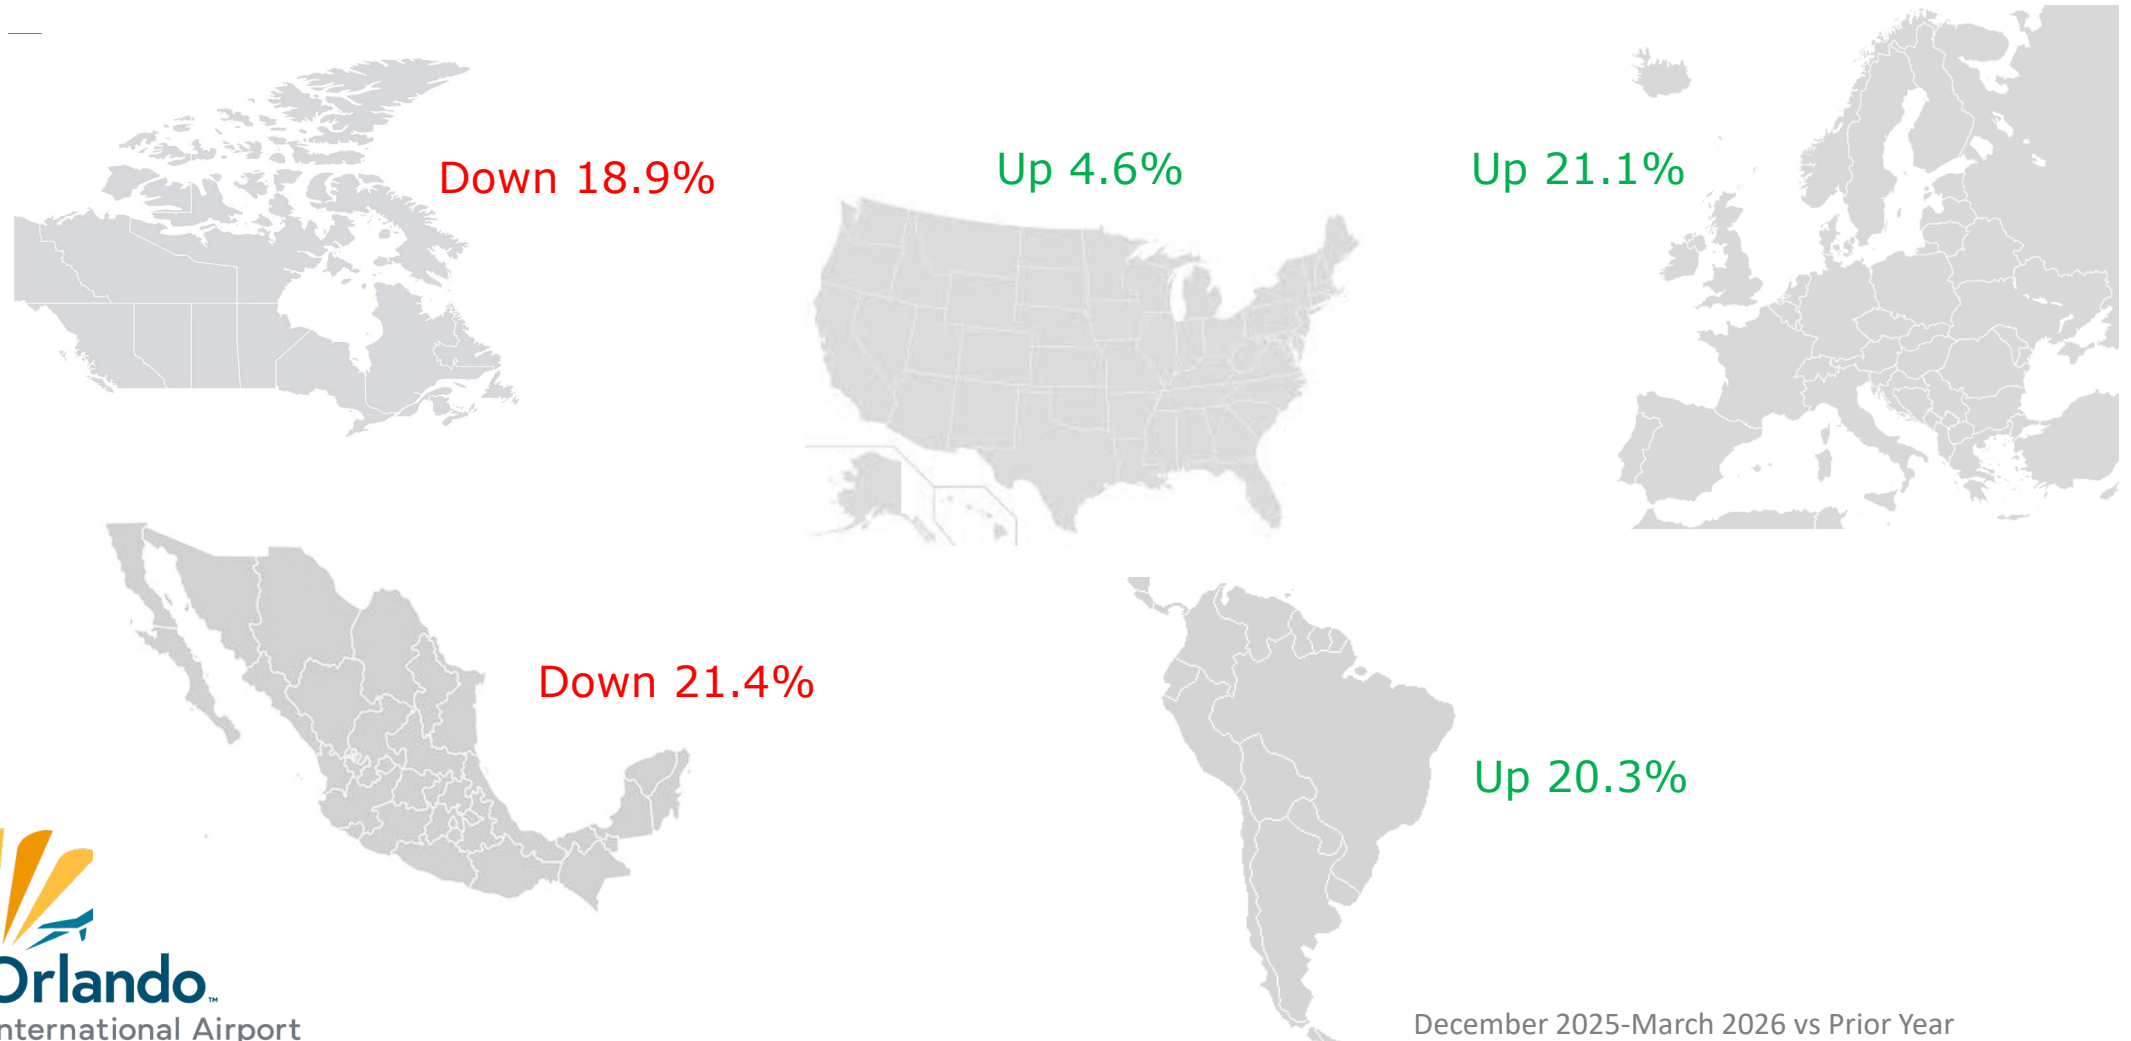 Down 18.9%
Up 4.6%
Up 21.1%
Down 21.4%
Up 20.3%
Orlando™
nternational Airport
December 2025-March 2026 vs Prior Year